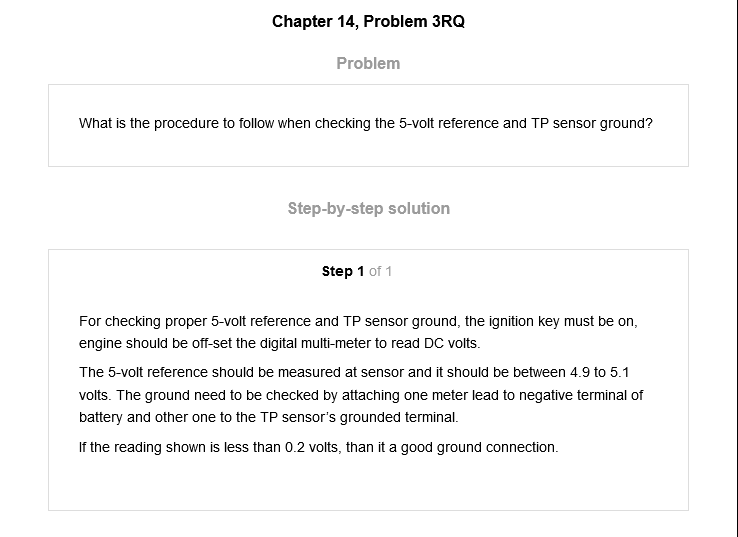 Chapter 14, Problem 3RQ
Problem
What is the procedure to follow when checking the 5-volt reference and TP sensor ground?
Step-by-step solution
Step 1 of 1
For checking proper 5-volt reference and TP sensor ground, the ignition key must be on,
engine should be off-set the digital multi-meter to read DC volts.
The 5-volt reference should be measured at sensor and it should be between 4.9 to 5.1
volts. The ground need to be checked by attaching one meter lead to negative terminal of
battery and other one to the TP sensor’s grounded terminal.
If the reading shown is less than 0.2 volts, than it a good ground connection.